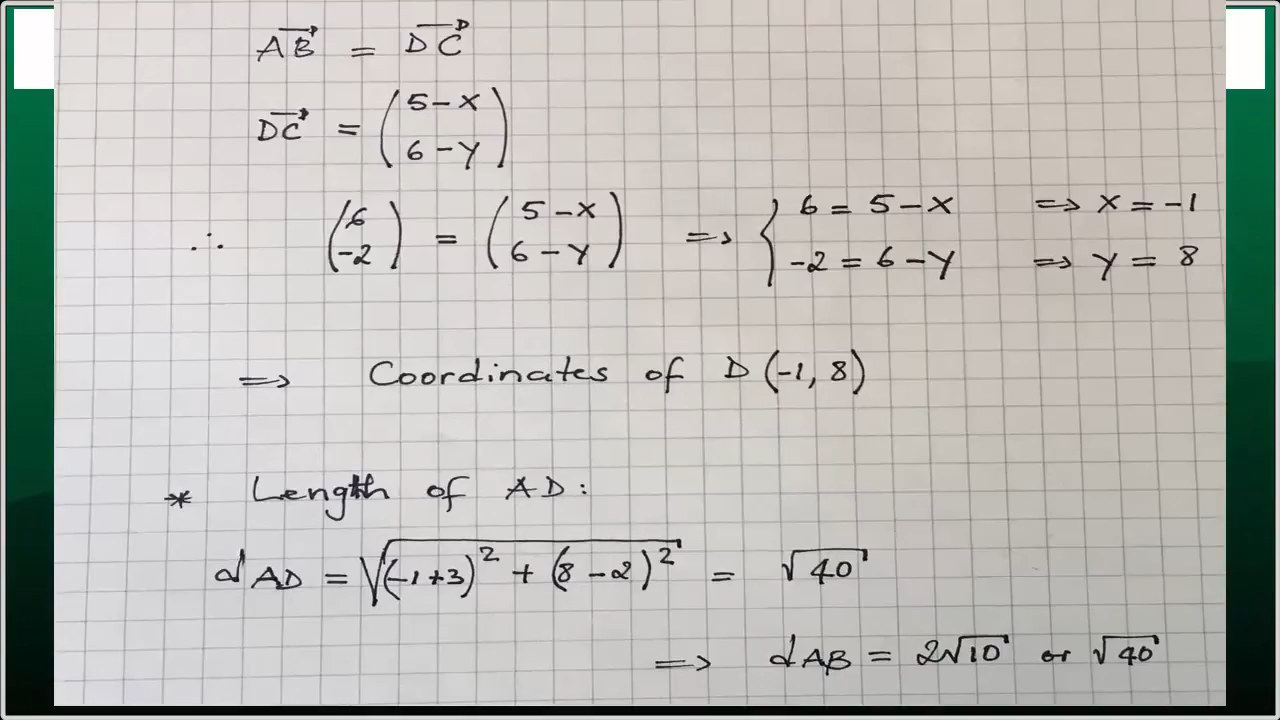 AB⃗ = DC⃗
DC⃗ = (5-x
6-y)
∴ (6
-2) = (5-x
6-y) => { 6 = 5-x => x = -1
-2 = 6-y => y = 8
=> Coordinates of D (-1, 8)
* Length of AD:
dAD = √(-1+3)² + (8-2)² = √40
=> dAB = 2√10 or √40